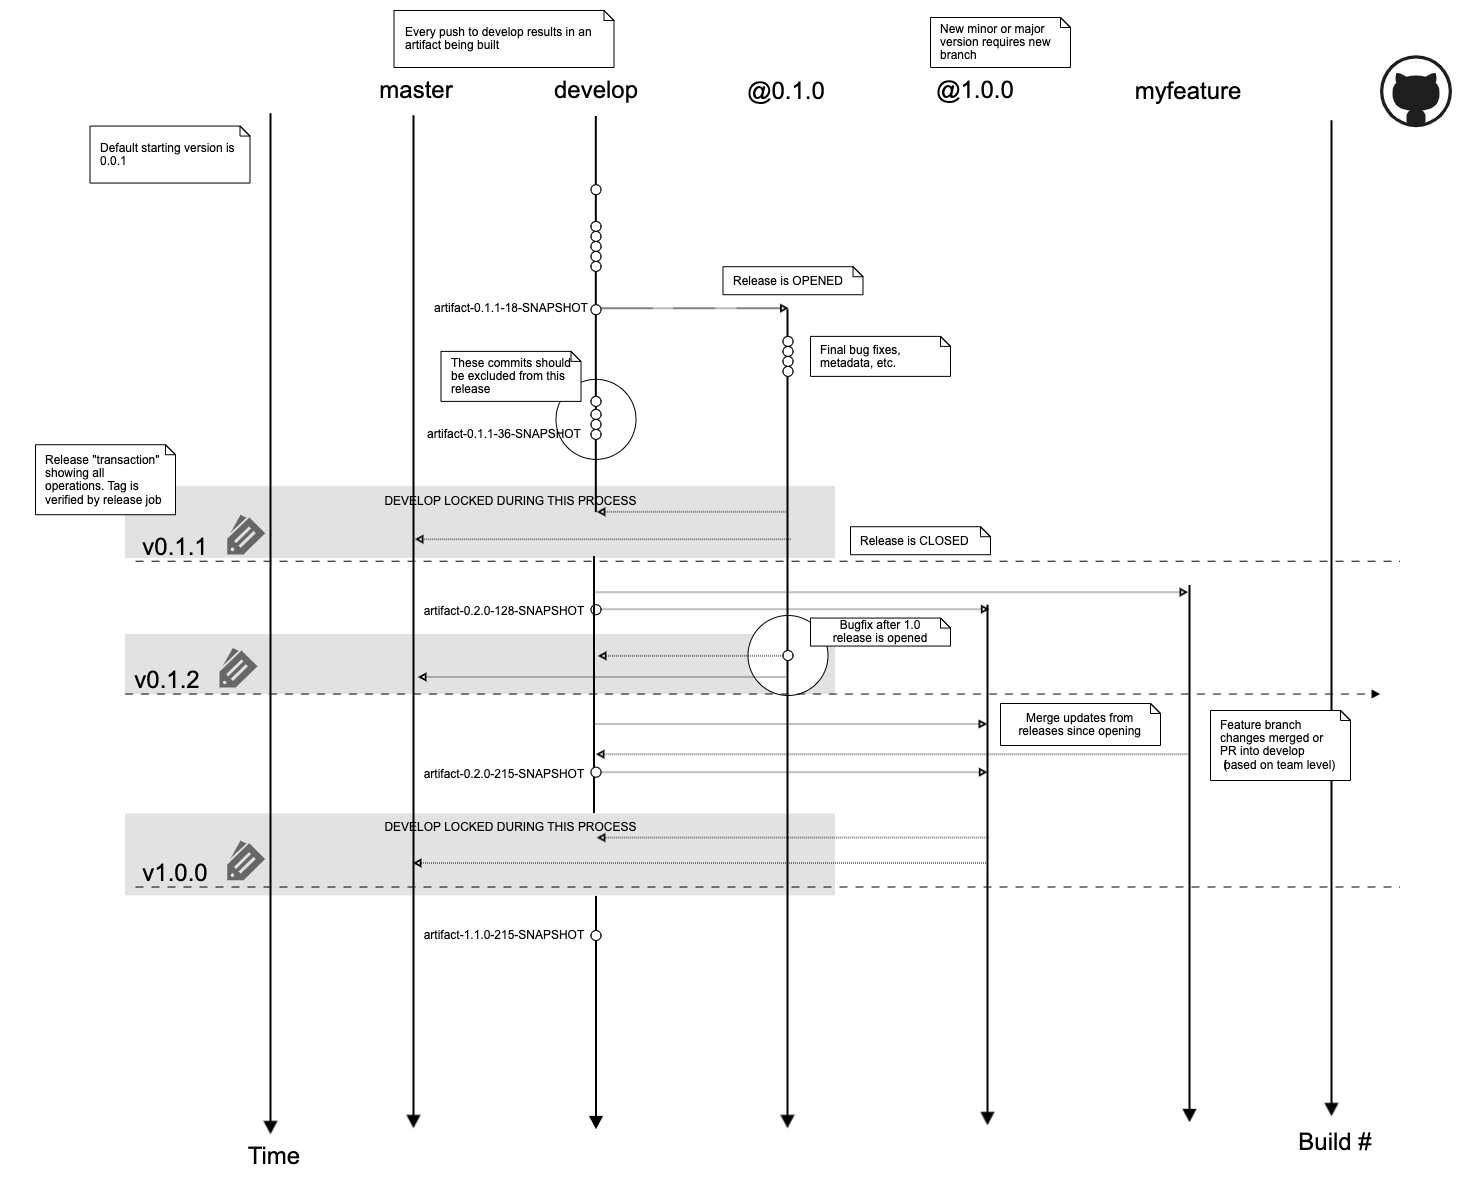 Every push to develop results in an
artifact being built
New minor or major
version requires new
branch
master
develop
@0.1.0
@1.0.0
myfeature
Default starting version is
0.0.1
Release is OPENED
artifact-0.1.1-18-SNAPSHOT
Final bug fixes,
metadata, etc.
These commits should
be excluded from this
release
artifact-0.1.1-36-SNAPSHOT
Release "transaction"
showing all
operations. Tag is
verified by release job
DEVELOP LOCKED DURING THIS PROCESS
v0.1.1
Release is CLOSED
artifact-0.2.0-128-SNAPSHOT
Bugfix after 1.0
release is opened
v0.1.2
Merge updates from
releases since opening
Feature branch
changes merged or
PR into develop
(based on team level)
artifact-0.2.0-215-SNAPSHOT
DEVELOP LOCKED DURING THIS PROCESS
v1.0.0
artifact-1.1.0-215-SNAPSHOT
Time
Build #